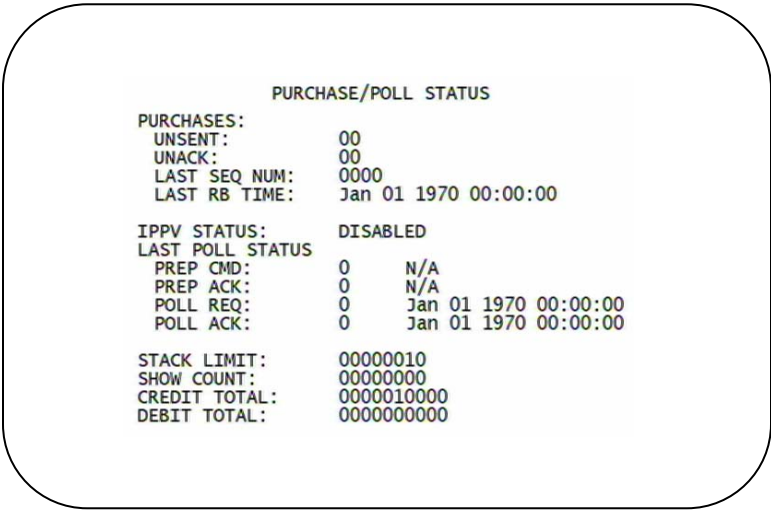 PURCHASE/POLL STATUS
PURCHASES:
UNSENT: 00
UNACK: 00
LAST SEQ NUM: 0000
LAST RB TIME: Jan 01 1970 00:00:00
IPPV STATUS: DISABLED
LAST POLL STATUS
PREP CMD: 0 N/A
PREP ACK: 0 N/A
POLL REQ: 0 Jan 01 1970 00:00:00
POLL ACK: 0 Jan 01 1970 00:00:00
STACK LIMIT: 00000010
SHOW COUNT: 00000000
CREDIT TOTAL: 0000010000
DEBIT TOTAL: 0000000000